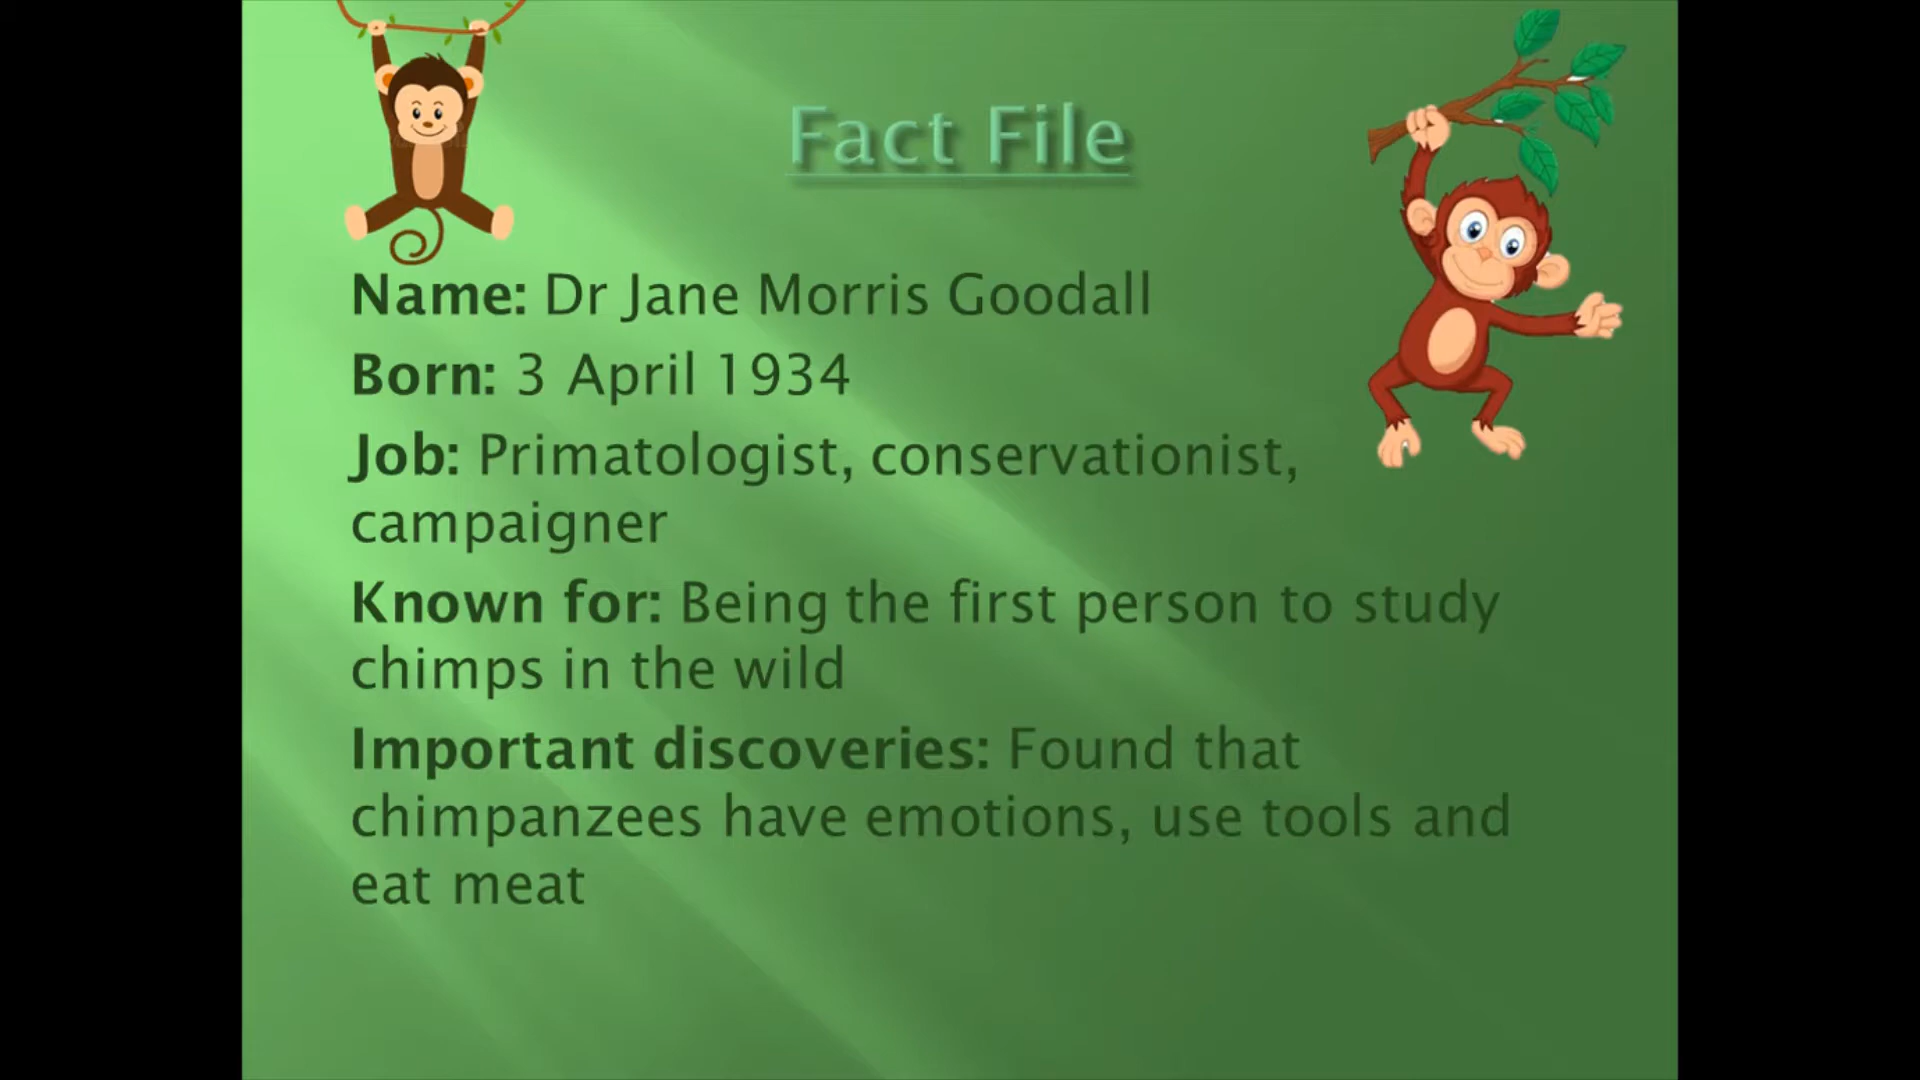 Fact File
Name: Dr Jane Morris Goodall
Born: 3 April 1934
Job: Primatologist, conservationist,
campaigner
Known for: Being the first person to study
chimps in the wild
Important discoveries: Found that
chimpanzees have emotions, use tools and
eat meat